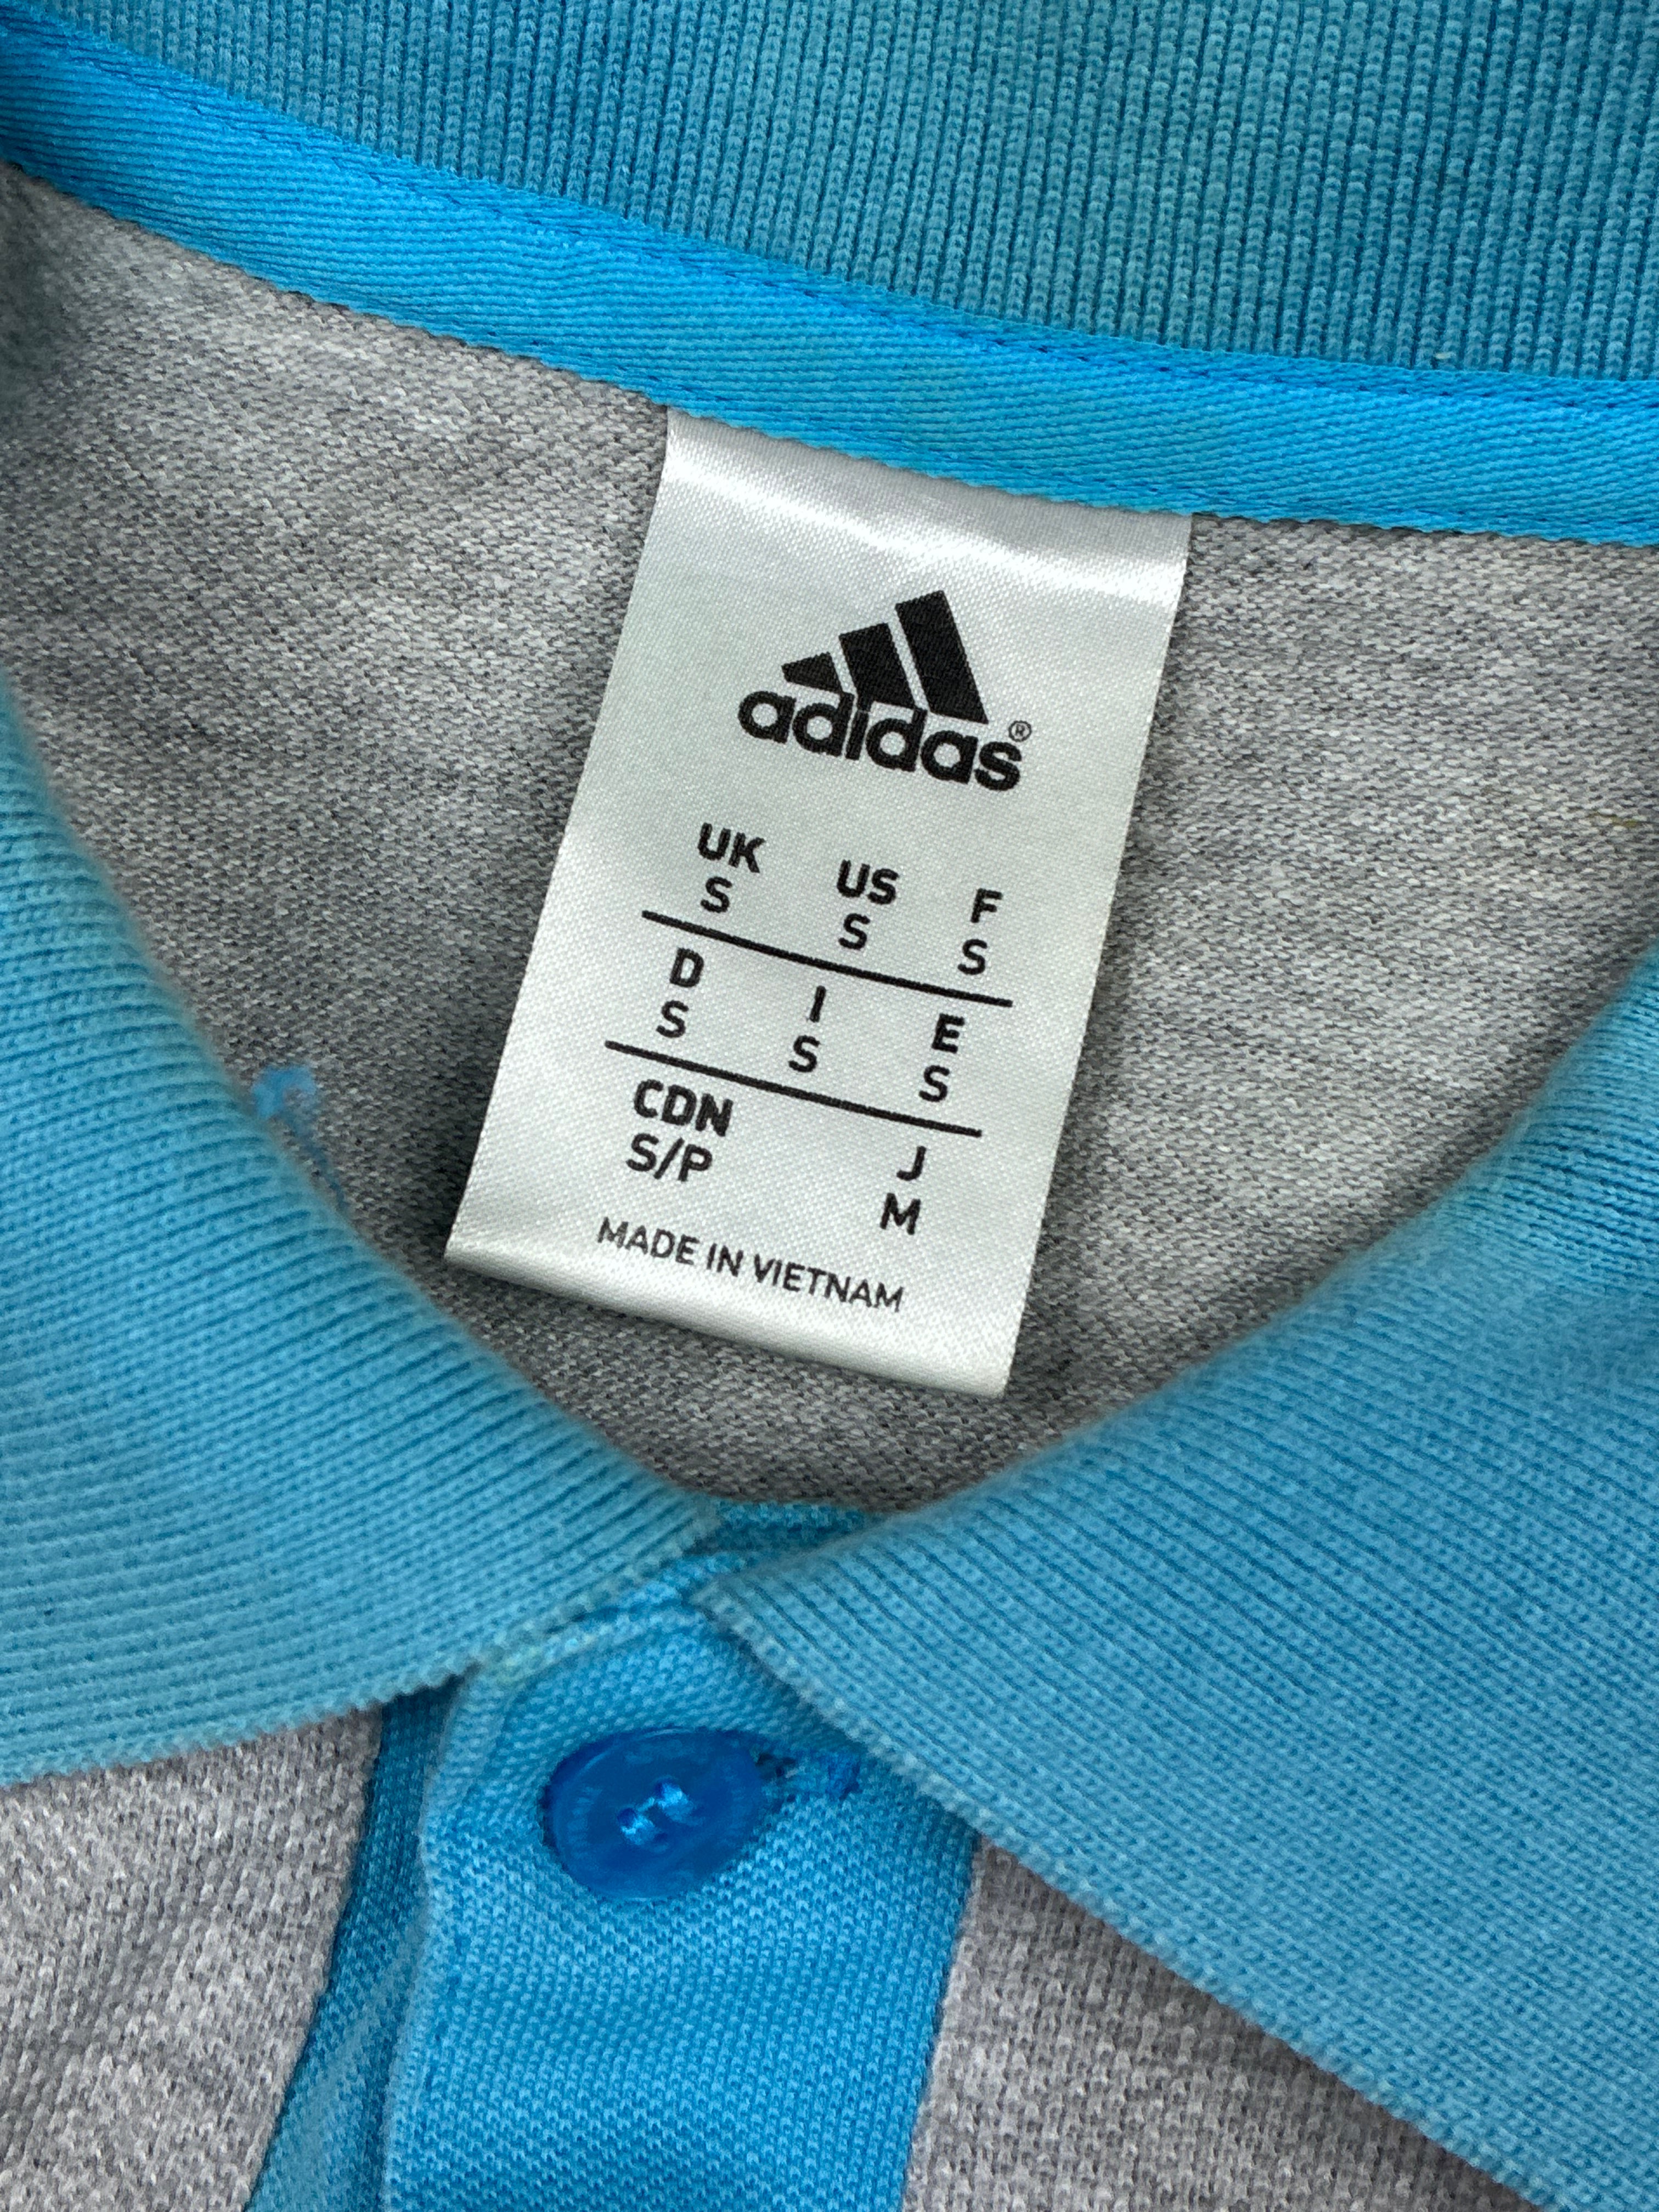 adidas®
UK US F
S S S
D I E
S S S
CDN J
S/P M
MADE IN VIETNAM